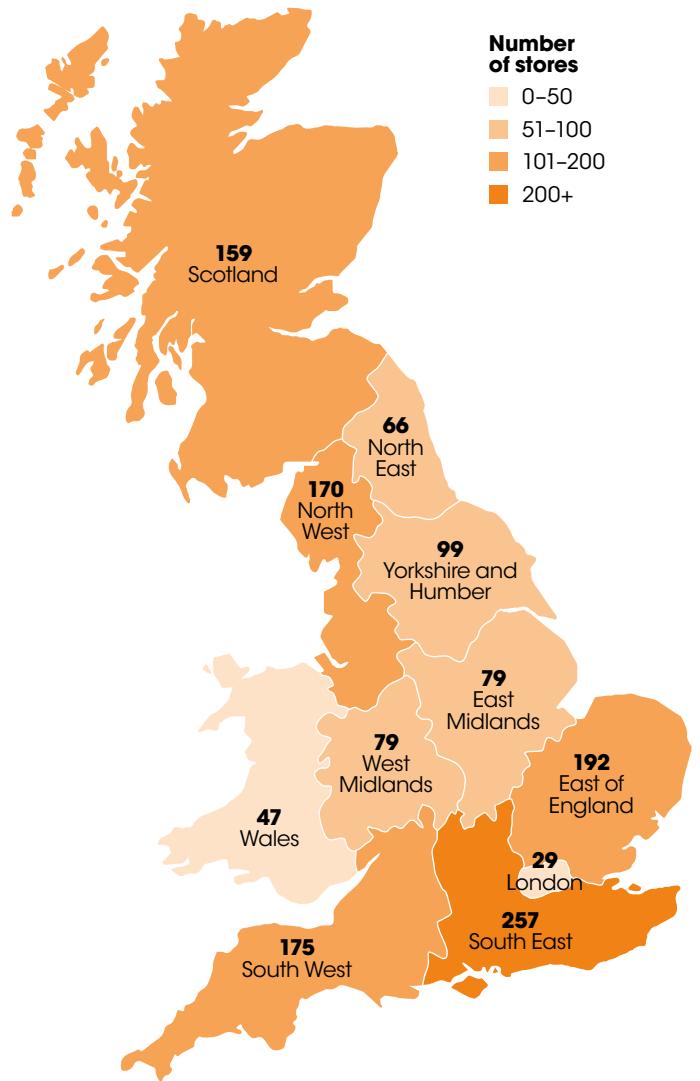 Number
of stores
0–50
51–100
101–200
200+
159
Scotland
66
North
East
170
North
West
99
Yorkshire and
Humber
79
East
Midlands
79
West
Midlands
192
East of
England
47
Wales
29
London
257
South East
175
South West